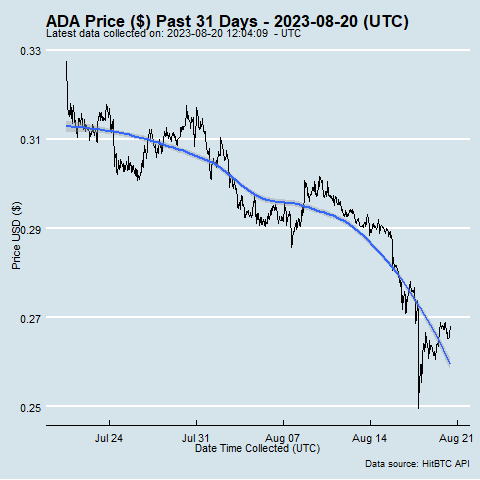 ADA Price ($) Past 31 Days - 2023-08-20 (UTC)
Latest data collected on: 2023-08-20 12:04:09 - UTC
0.33
0.31
0.29
0.27
0.25
Price USD ($)
Jul 24
Jul 31
Aug 07
Aug 14
Aug 21
Date Time Collected (UTC)
Data source: HitBTC API